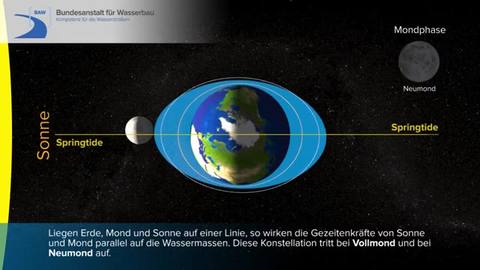 BAW
Bundesanstalt für Wasserbau
Kompetenz für die Wasserstraßen
Mondphase
Neumond
Sonne
Springtide
Springtide
Liegen Erde, Mond und Sonne auf einer Linie, so wirken die Gezeitenkräfte von Sonne
und Mond parallel auf die Wassermassen. Diese Konstellation tritt bei Vollmond und bei
Neumond auf.